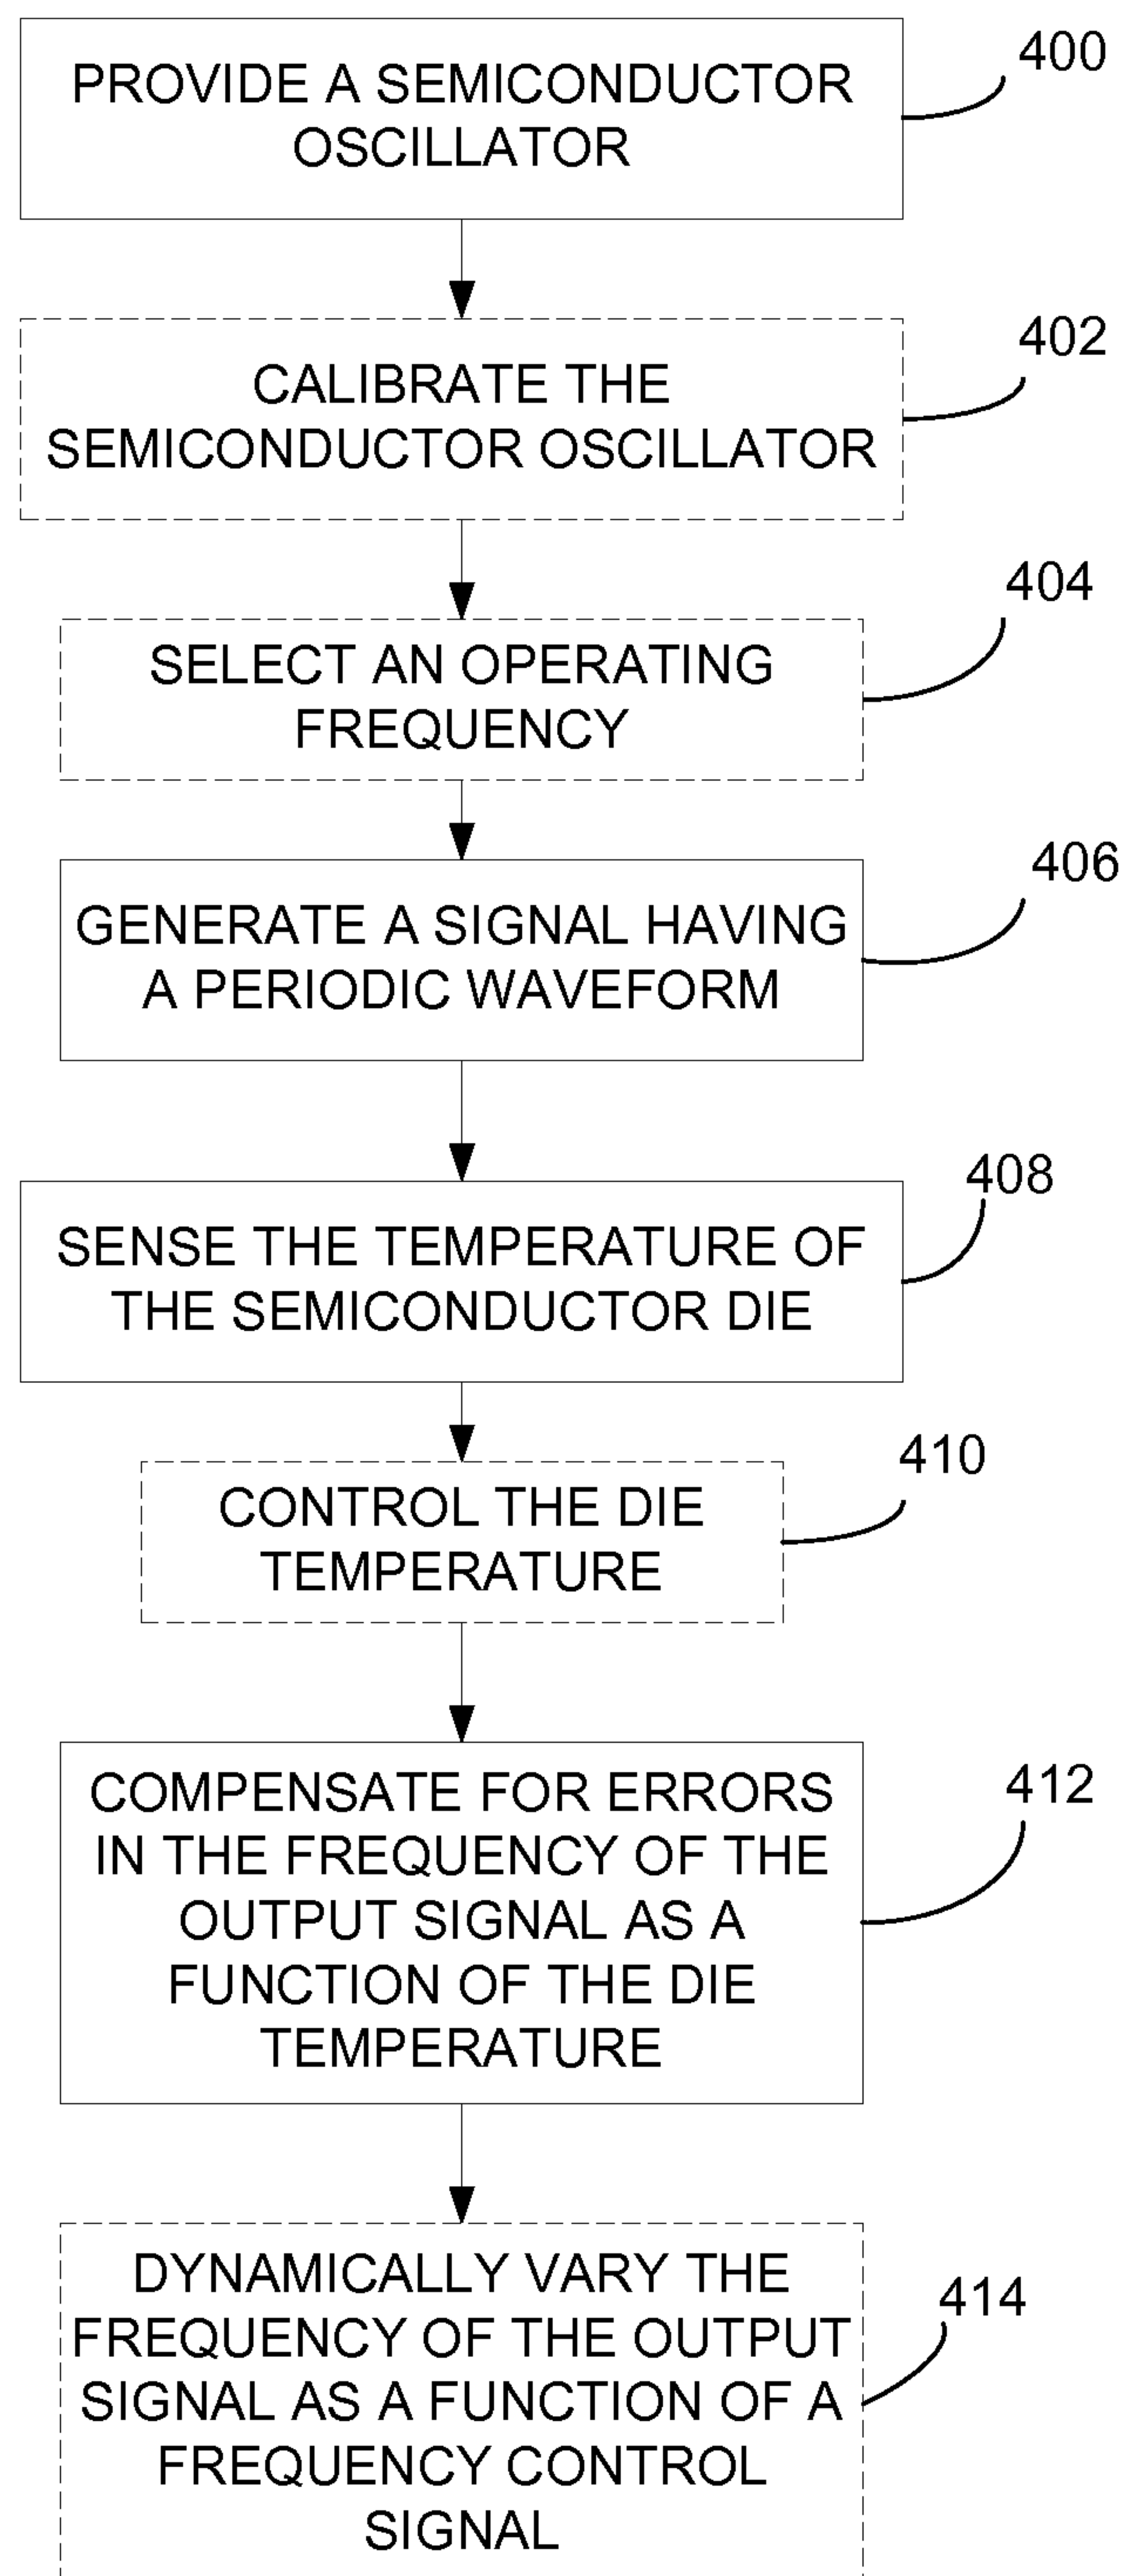 PROVIDE A SEMICONDUCTOR
OSCILLATOR
400
CALIBRATE THE
SEMICONDUCTOR OSCILLATOR
402
SELECT AN OPERATING
FREQUENCY
404
GENERATE A SIGNAL HAVING
A PERIODIC WAVEFORM
406
SENSE THE TEMPERATURE OF
THE SEMICONDUCTOR DIE
408
CONTROL THE DIE
TEMPERATURE
410
COMPENSATE FOR ERRORS
IN THE FREQUENCY OF THE
OUTPUT SIGNAL AS A
FUNCTION OF THE DIE
TEMPERATURE
412
DYNAMICALLY VARY THE
FREQUENCY OF THE OUTPUT
SIGNAL AS A FUNCTION OF A
FREQUENCY CONTROL
SIGNAL
414